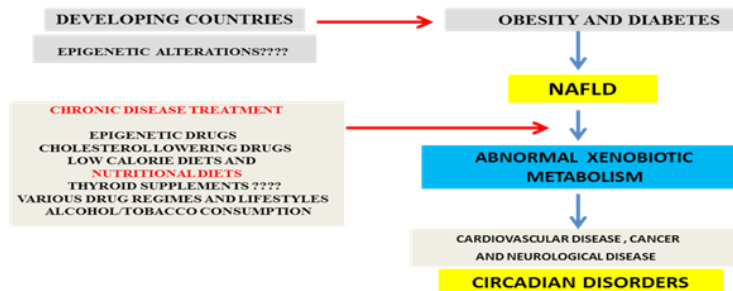 DEVELOPING COUNTRIES
EPIGENETIC ALTERATIONS????
OBESITY AND DIABETES
NAFLD
CHRONIC DISEASE TREATMENT
EPIGENETIC DRUGS
CHOLESTEROL LOWERING DRUGS
LOW CALORIE DIETS AND
NUTRITIONAL DIETS
THYROID SUPPLEMENTS ????
VARIOUS DRUG REGIMES AND LIFESTYLES
ALCOHOL/TOBACCO CONSUMPTION
ABNORMAL XENOBIOTIC
METABOLISM
CARDIOVASCULAR DISEASE , CANCER
AND NEUROLOGICAL DISEASE
CIRCADIAN DISORDERS